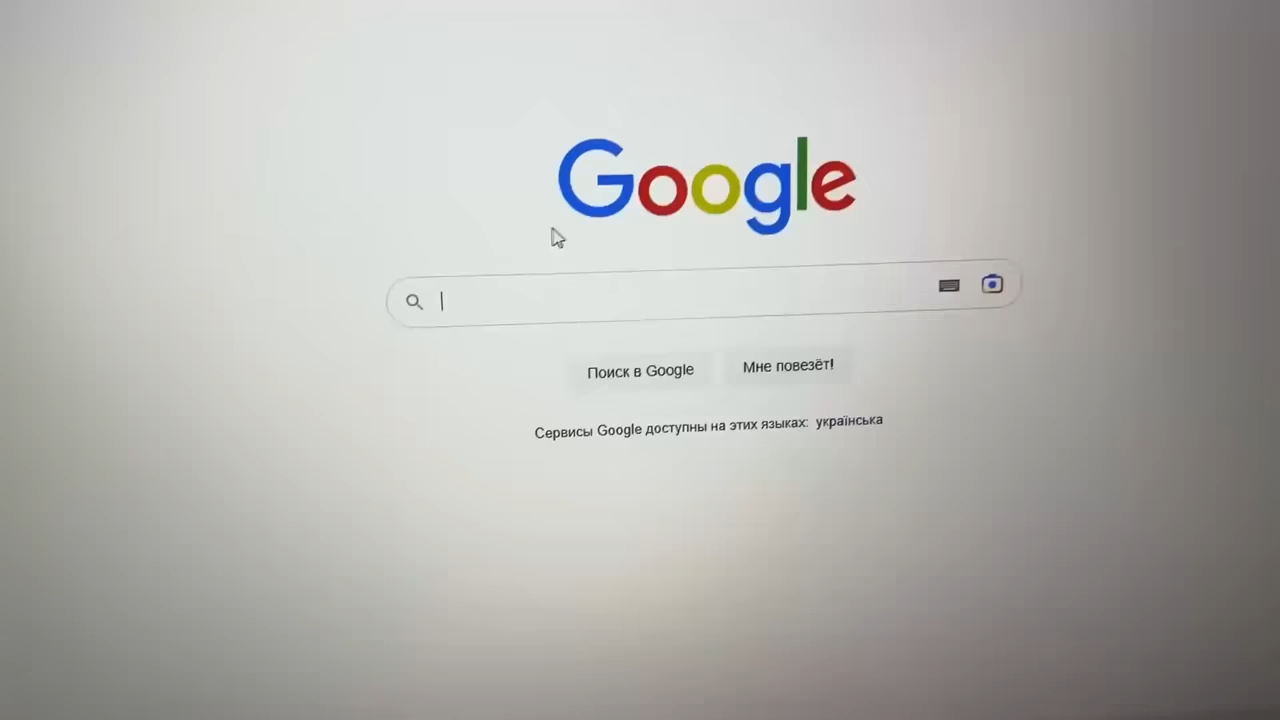 Google
Поиск в Google
Мне повезёт!
Сервисы Google доступны на этих языках: українська